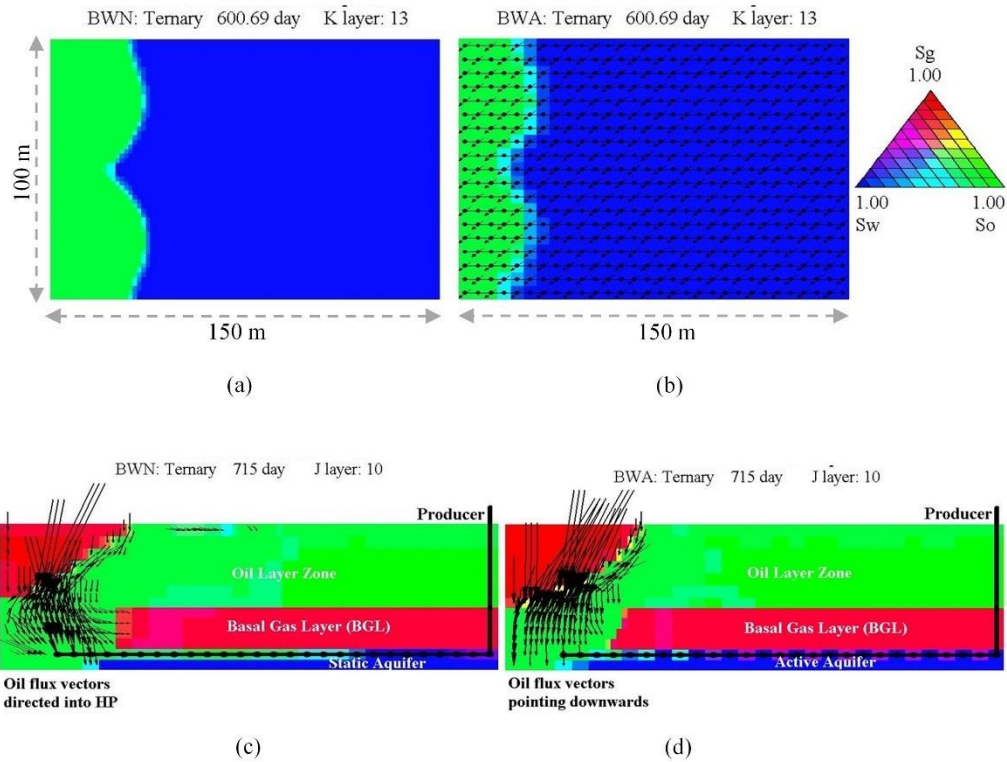 BWN: Ternary 600.69 day K layer: 13
BWA: Ternary 600.69 day K layer: 13
Sg
1.00
100 m
1.00 1.00
Sw So
150 m
150 m
(a)
(b)
BWN: Ternary 715 day J layer: 10
BWA: Ternary 715 day J layer: 10
Producer
Producer
Oil Layer Zone
Oil Layer Zone
Basal Gas Layer (BGL)
Basal Gas Layer (BGL)
Static Aquifer
Active Aquifer
Oil flux vectors
directed into HP
Oil flux vectors
pointing downwards
(c)
(d)